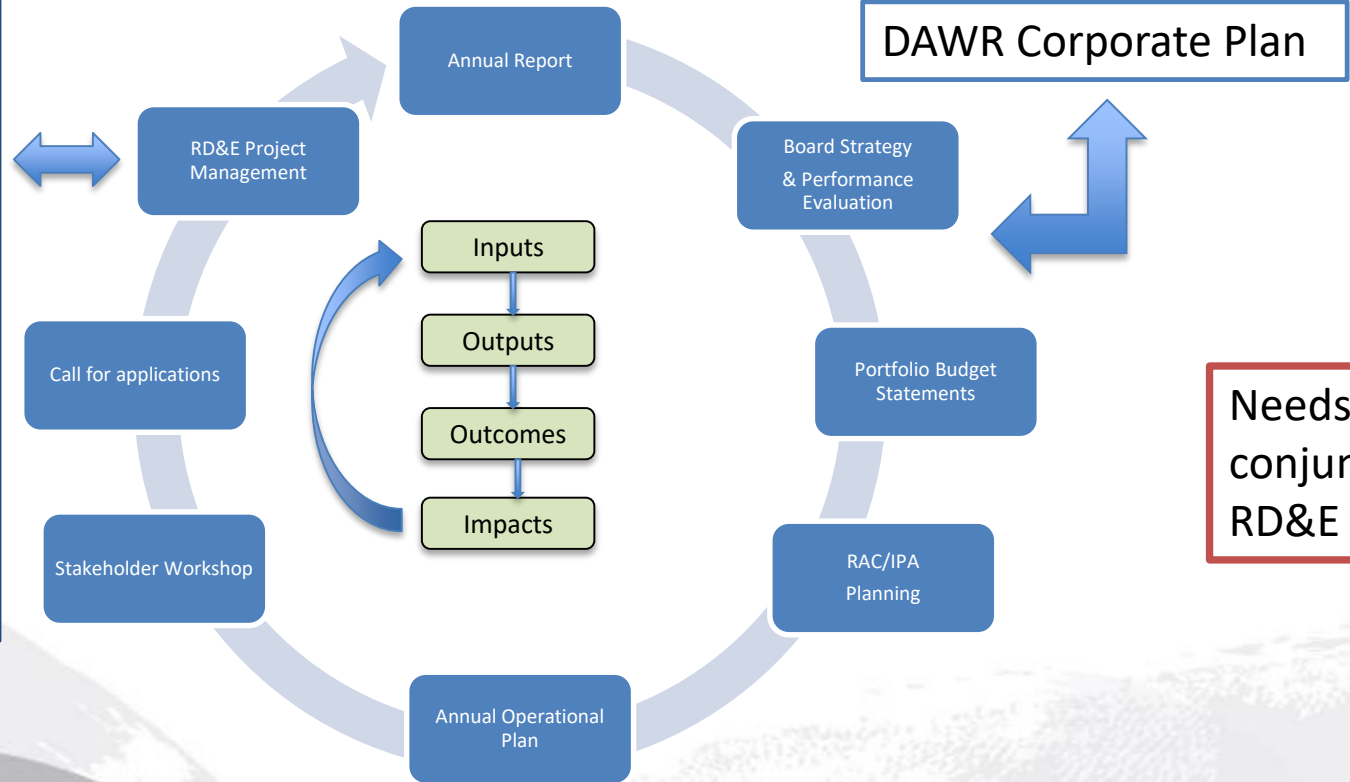 DAWR Corporate Plan
Annual Report
Board Strategy
& Performance
Evaluation
RD&E Project
Management
Inputs
Outputs
Outcomes
Impacts
Portfolio Budget
Statements
Call for applications
Needs
RD&E
RAC/IPA
Planning
Stakeholder Workshop
Annual Operational
Plan